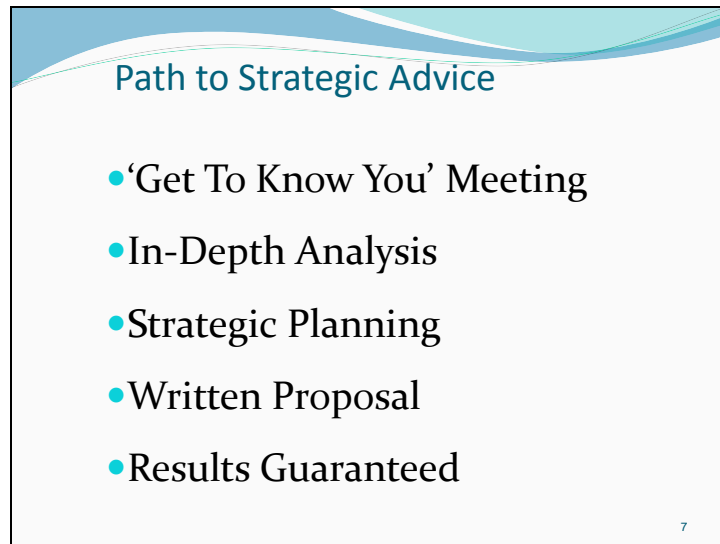 Path to Strategic Advice
•‘Get To Know You’ Meeting
•In-Depth Analysis
•Strategic Planning
•Written Proposal
•Results Guaranteed
7